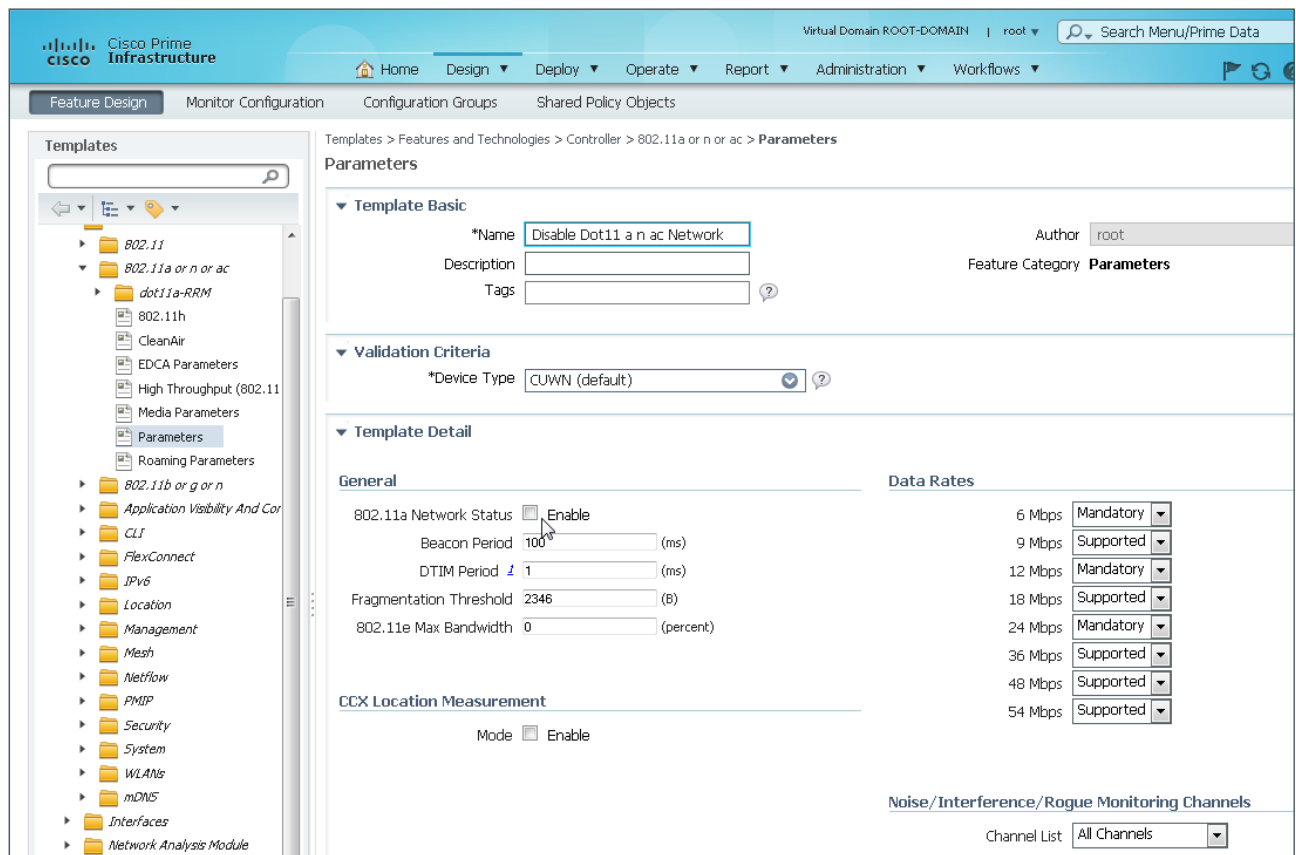 Virtual Domain ROOT-DOMAIN | root ▼ Search Menu/Prime Data
cisco Cisco Prime Infrastructure
Home Design ▼ Deploy ▼ Operate ▼ Report ▼ Administration ▼ Workflows ▼
Feature Design Monitor Configuration Configuration Groups Shared Policy Objects
Templates
802.11
802.11a or n or ac
dot11a-RRM
802.11h
CleanAir
EDCA Parameters
High Throughput (802.11
Media Parameters
Parameters
Roaming Parameters
802.11b or g or n
Application Visibility And Cor
CLI
FlexConnect
IPv6
Location
Management
Mesh
Netflow
PMIP
Security
System
WLANs
mDNS
Interfaces
Network Analysis Module
Templates > Features and Technologies > Controller > 802.11a or n or ac > Parameters
Parameters
Template Basic
*Name Disable Dot11 a n ac Network
Description
Tags ?
Author root
Feature Category Parameters
Validation Criteria
*Device Type CUWN (default) ?
Template Detail
General
802.11a Network Status Enable
Beacon Period 100 (ms)
DTIM Period 1 1 (ms)
Fragmentation Threshold 2346 (B)
802.11e Max Bandwidth 0 (percent)
CCX Location Measurement
Mode Enable
Data Rates
6 Mbps Mandatory
9 Mbps Supported
12 Mbps Mandatory
18 Mbps Supported
24 Mbps Mandatory
36 Mbps Supported
48 Mbps Supported
54 Mbps Supported
Noise/Interference/Rogue Monitoring Channels
Channel List All Channels